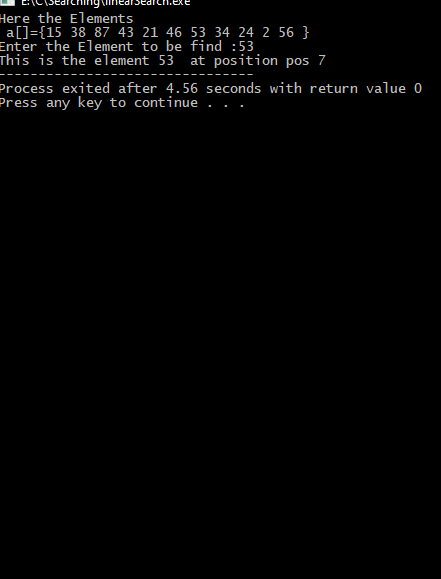 E:\C\Searching\linearSearch.exe
Here the Elements
a[]={15 38 87 43 21 46 53 34 24 2 56 }
Enter the Element to be find :53
This is the element 53  at position pos 7
--------------------------------
Process exited after 4.56 seconds with return value 0
Press any key to continue . . .